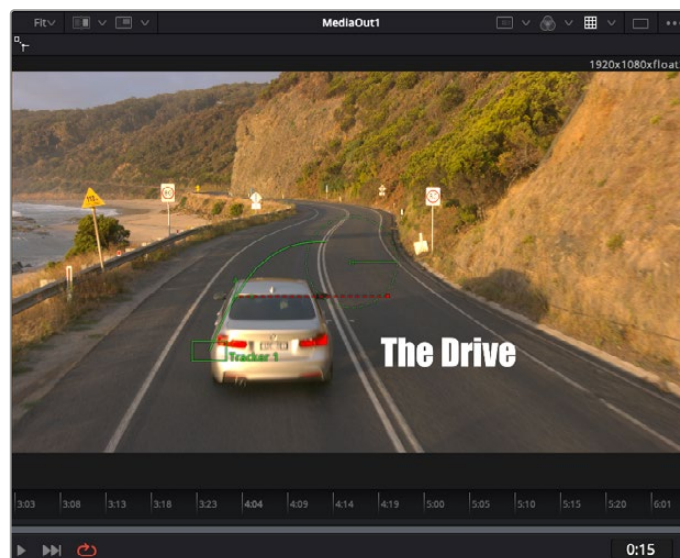 Fit MediaOut1
1920x1080xfloat
Tracker 1
The Drive
3:03 3:08 3:13 3:18 3:23 4:04 4:09 4:14 4:19 5:00 5:05 5:10 5:15 5:20 6:01
0:15